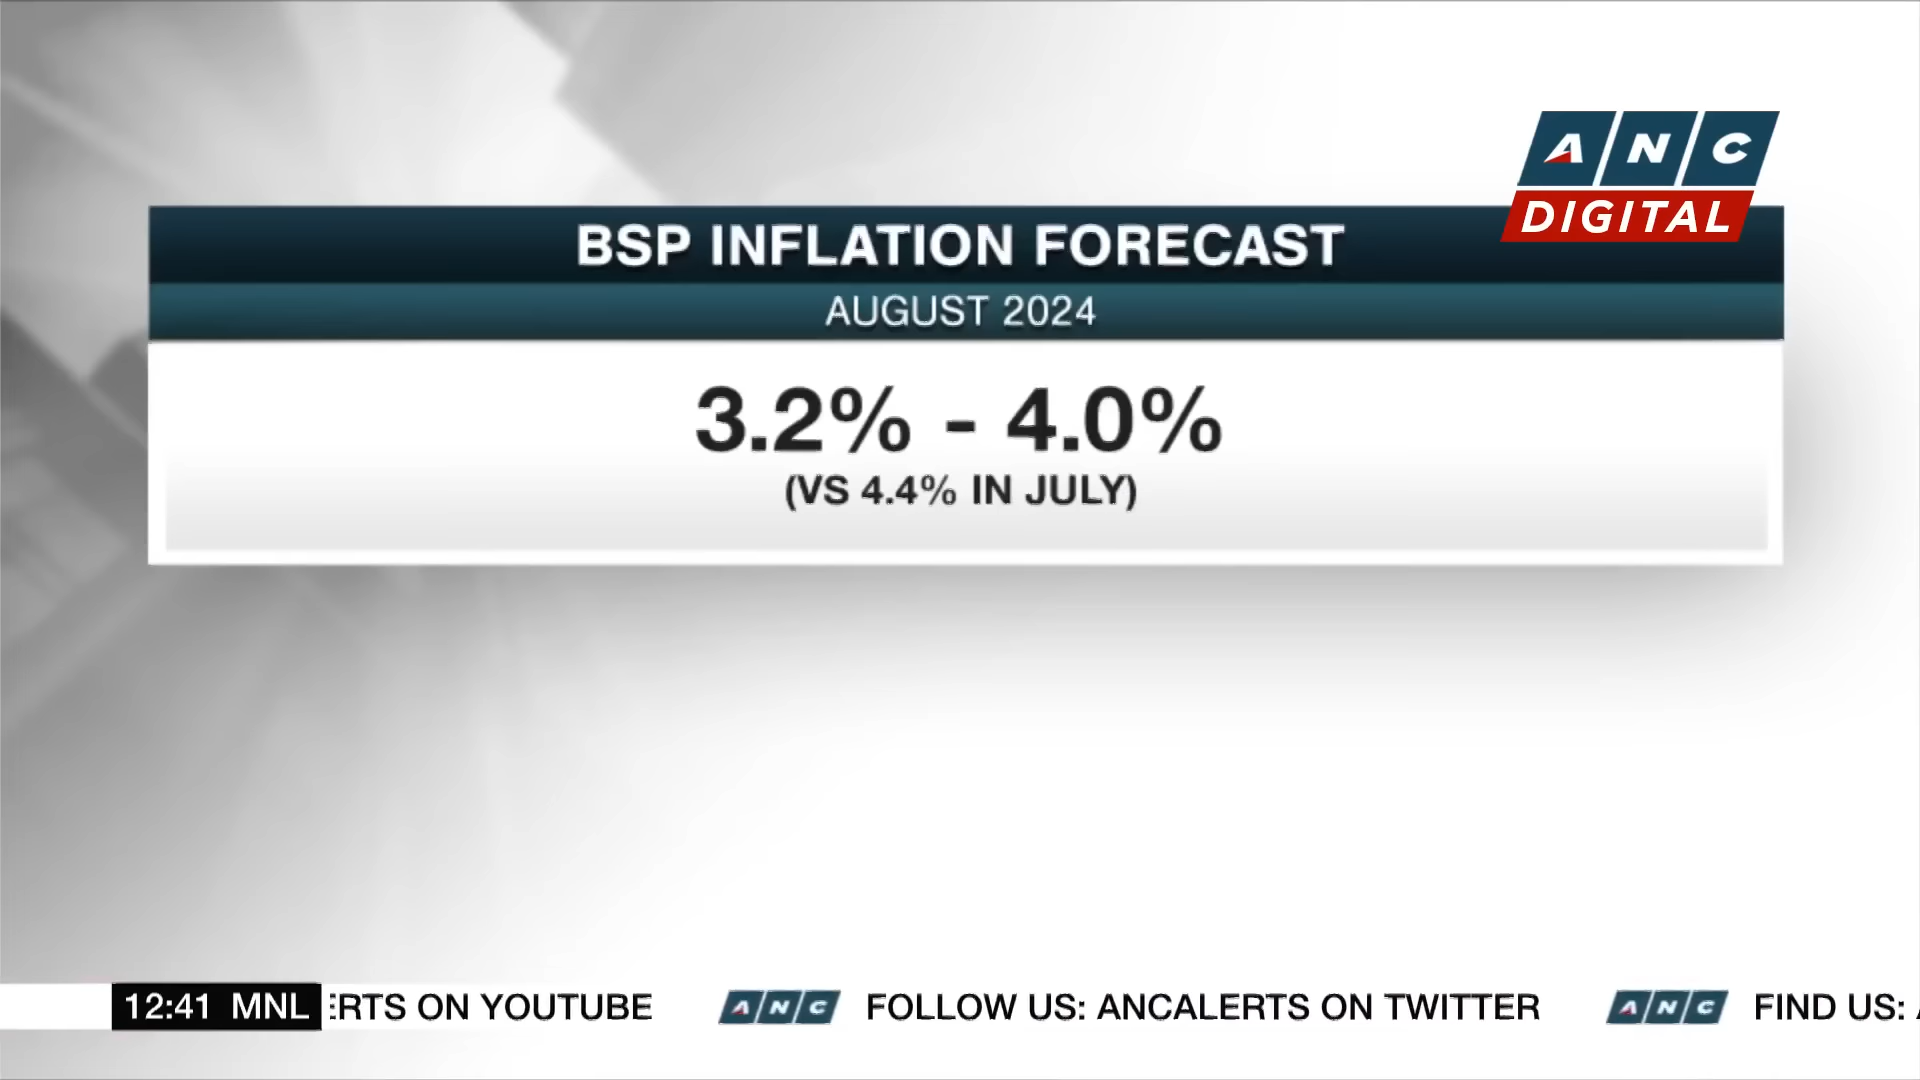 ANC
DIGITAL
BSP INFLATION FORECAST
AUGUST 2024
3.2% - 4.0%
(VS 4.4% IN JULY)
12:41 MNL ERTS ON YOUTUBE ANC FOLLOW US: ANCALERTS ON TWITTER ANC FIND US: